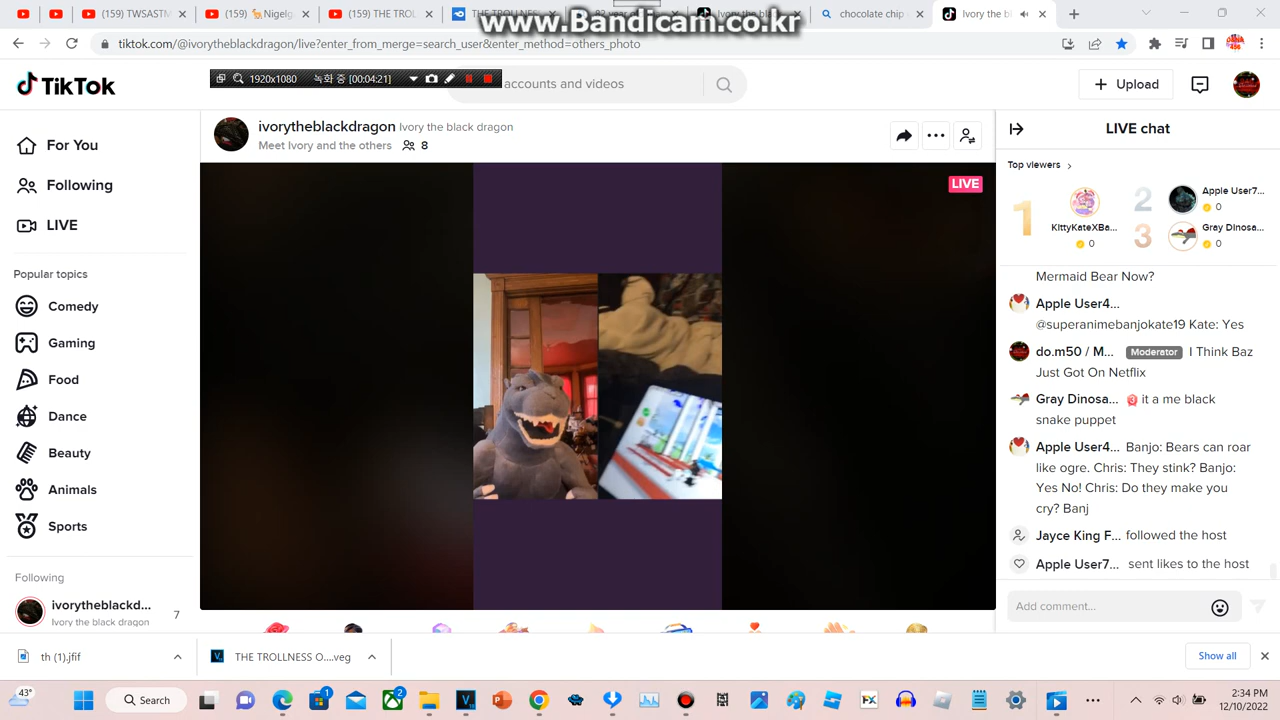 (159) TWSASTM
(159) 🦒Nigelg
(159) THE TROL
THE TROLLNES
Ivory the bl
chocolate chip
Ivory the bl
www.Bandicam.co.kr
tiktok.com/@ivorytheblackdragon/live?enter_from_merge=search_user&enter_method=others_photo
1920x1080 녹화 중 [00:04:21]
TikTok
accounts and videos
Upload
For You
Following
LIVE
Popular topics
Comedy
Gaming
Food
Dance
Beauty
Animals
Sports
Following
ivorytheblackd... 7
Ivory the black dragon
ivorytheblackdragon Ivory the black dragon
Meet Ivory and the others 8
LIVE
LIVE chat
Top viewers
1 KittyKateXBa... 0
2 Apple User7... 0
3 Gray Dinosa... 0
Mermaid Bear Now?
Apple User4...
@superanimebanjokate19 Kate: Yes
do.m50 / M... Moderator I Think Baz
Just Got On Netflix
Gray Dinosa... it a me black
snake puppet
Apple User4... Banjo: Bears can roar
like ogre. Chris: They stink? Banjo:
Yes No! Chris: Do they make you
cry? Banj
Jayce King F... followed the host
Apple User7... sent likes to the host
Add comment...
th (1).jfif
THE TROLLNESS O....veg
Show all
43°
Search
1
2
2:34 PM
12/10/2022